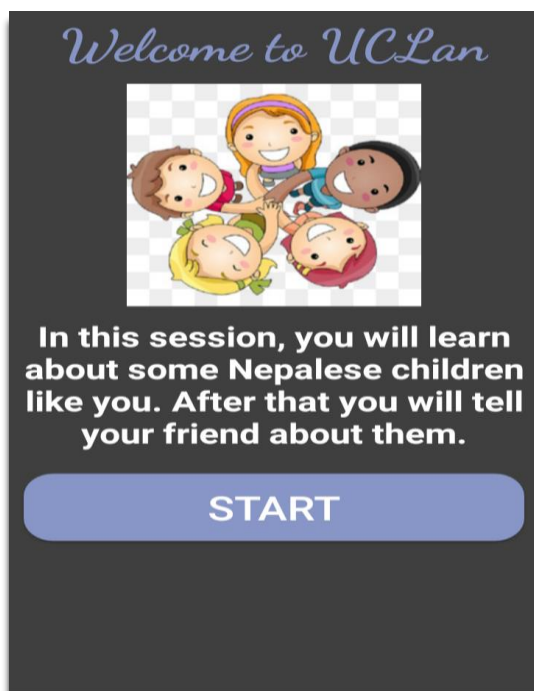 Welcome to UCLan
In this session, you will learn
about some Nepalese children
like you. After that you will tell
your friend about them.
START